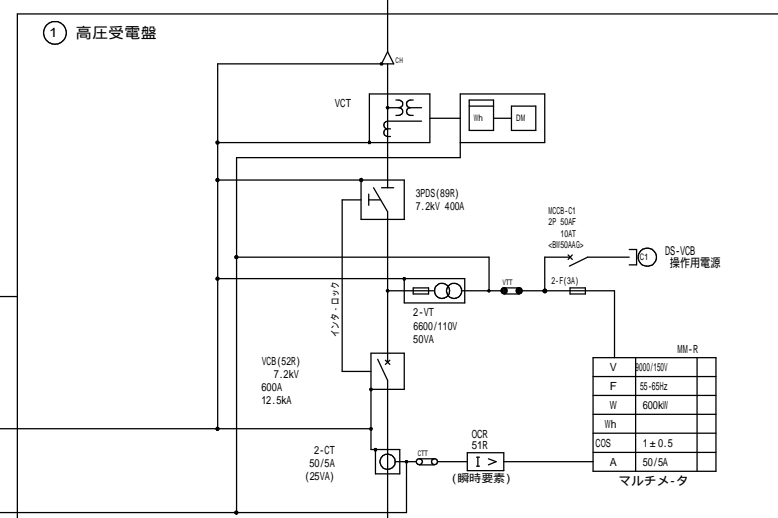 1 高圧受電盤
CH
VCT
Wh
DM
3PDS(89R)
7.2kV 400A
MCCB-C1
2P 50AF
10AT
<BW50AAG>
C1
DS-VCB
操作用電源
インタ-ロック
VTT
2-F(3A)
2-VT
6600/110V
50VA
VCB(52R)
7.2kV
600A
12.5kA
MM-R
V 9000/150V
F 55-65Hz
W 600kW
Wh
COS 1±0.5
A 50/5A
マルチメ-タ
2-CT
50/5A
(25VA)
CTT
OCR
51R
I >
(瞬時要素)